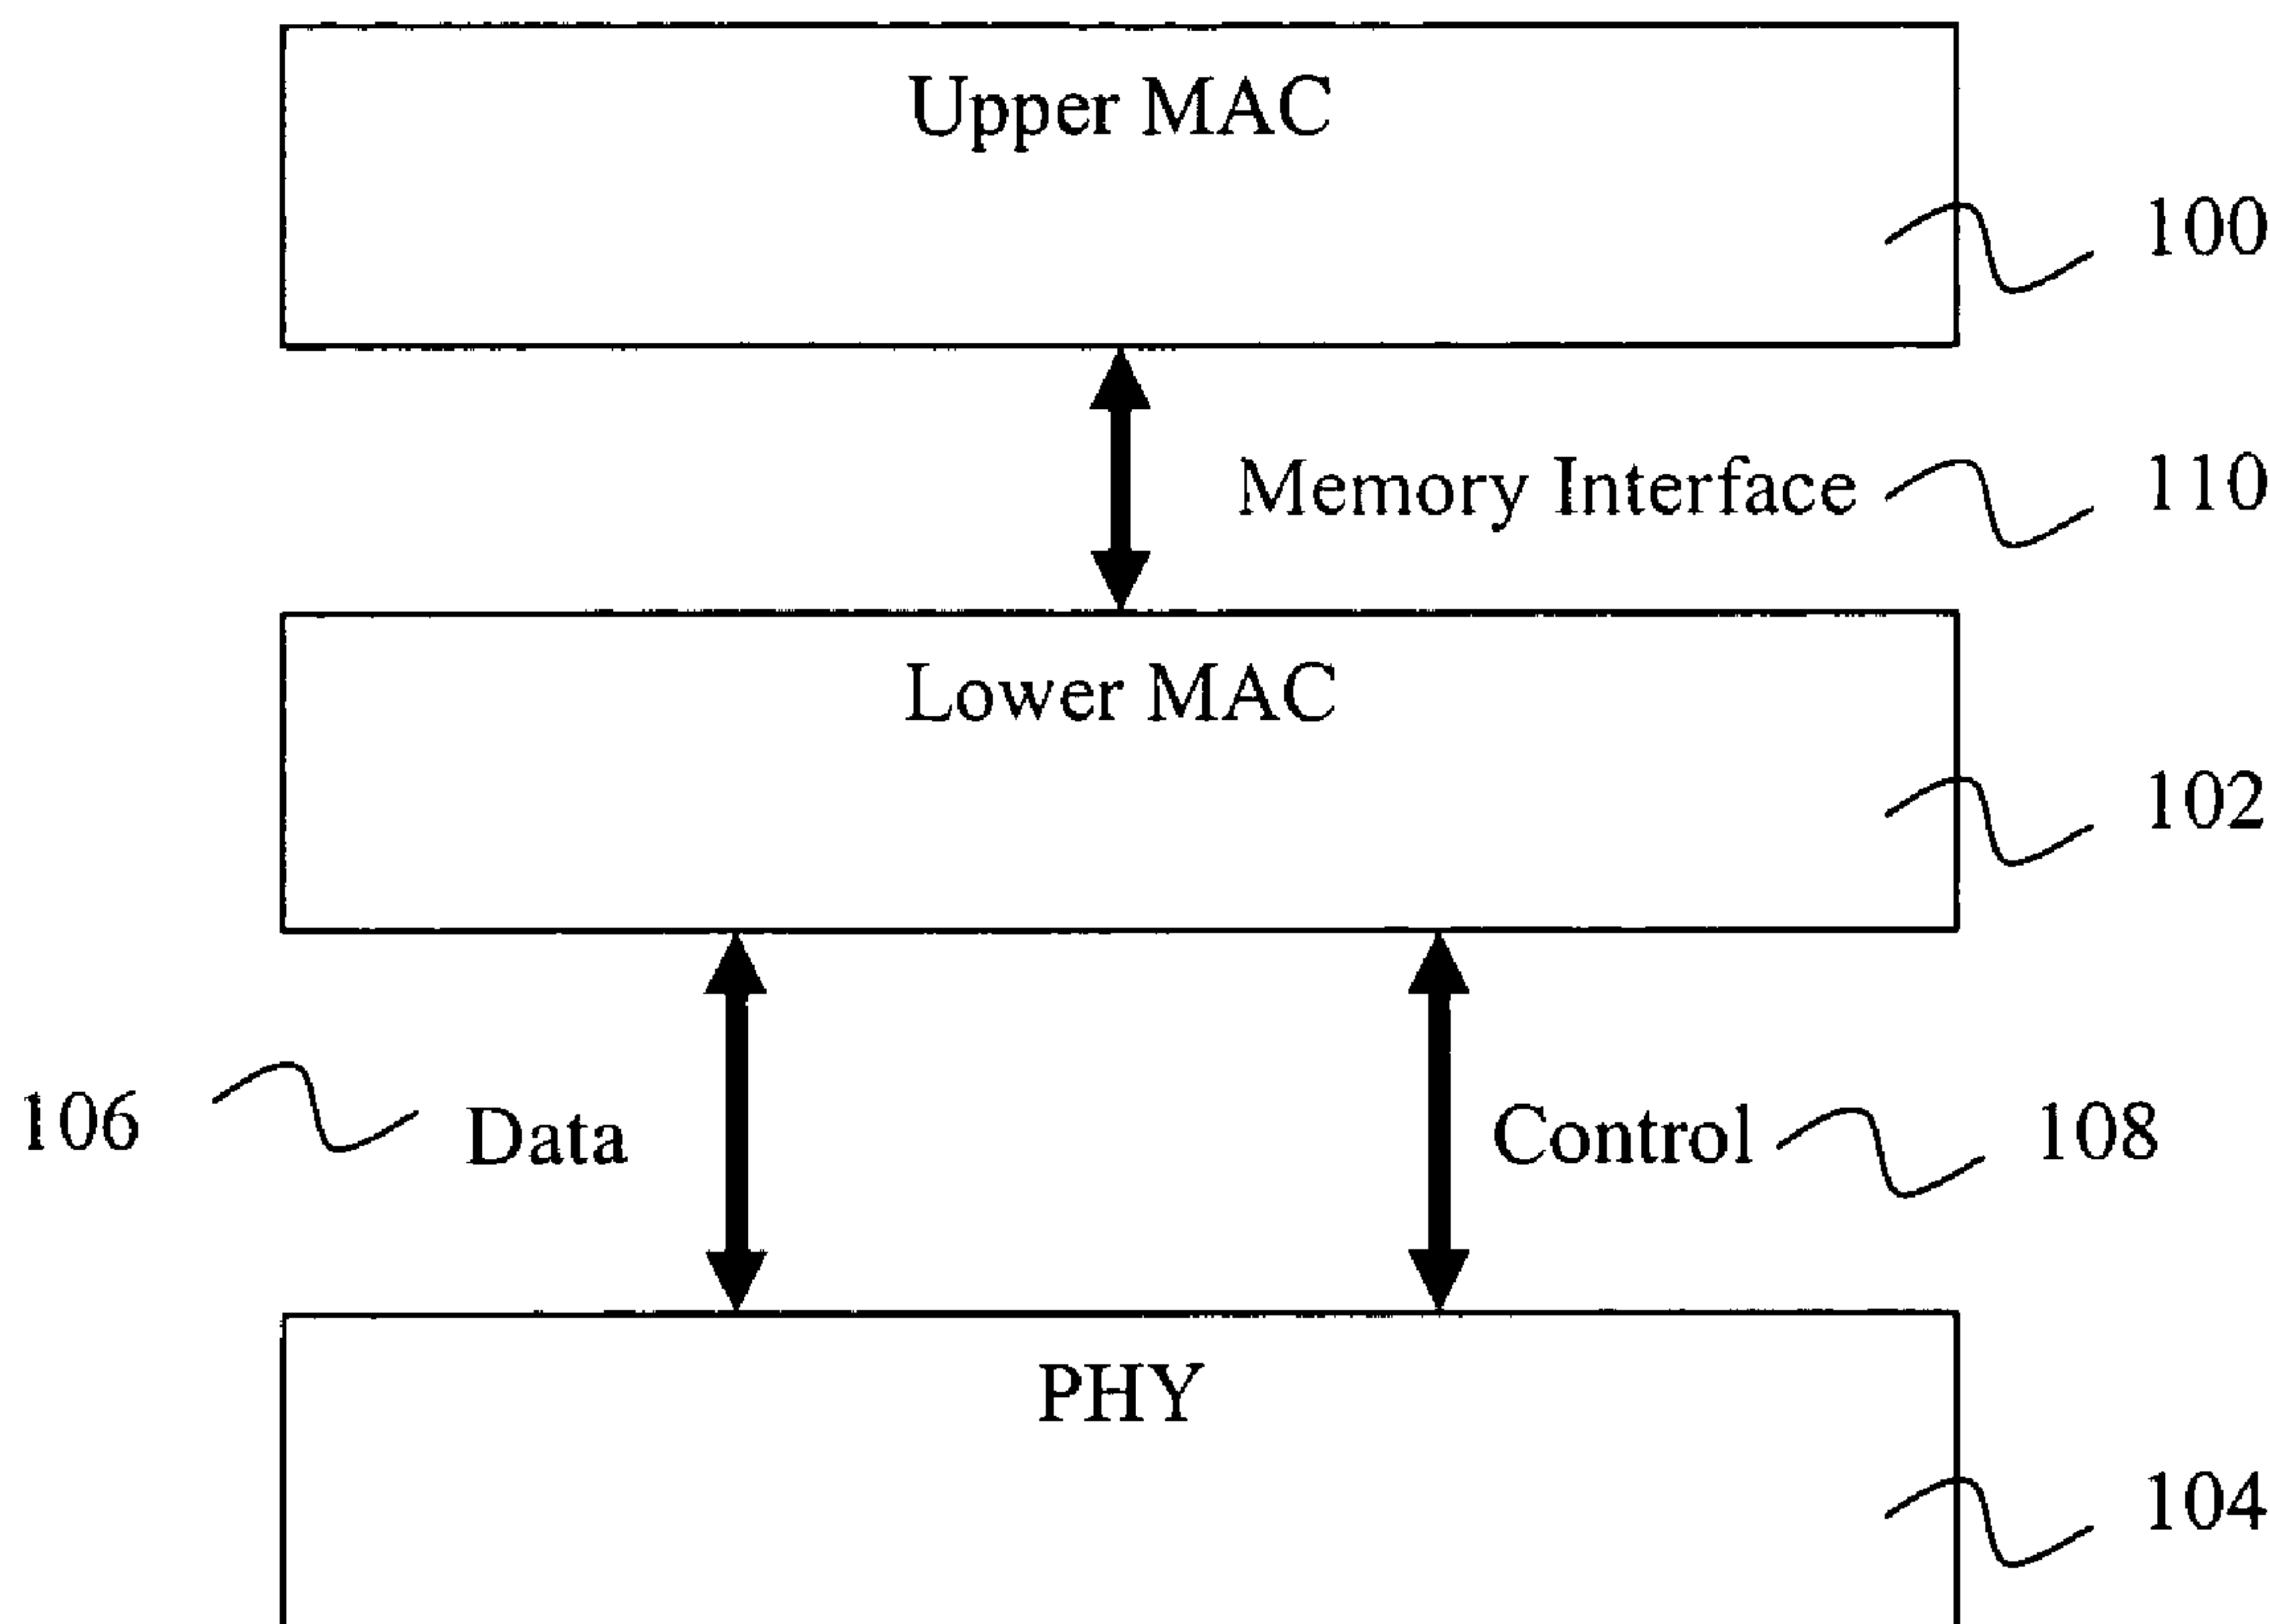 Upper MAC
100
Memory Interface 110
Lower MAC
102
106 Data Control 108
PHY
104